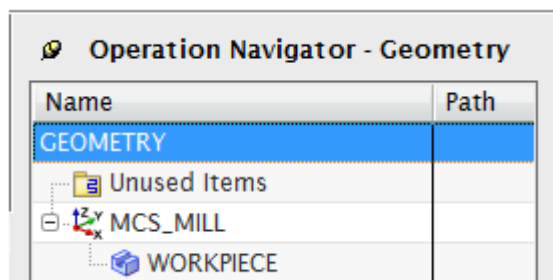 Operation Navigator - Geometry
Name Path
GEOMETRY
Unused Items
MCS_MILL
WORKPIECE